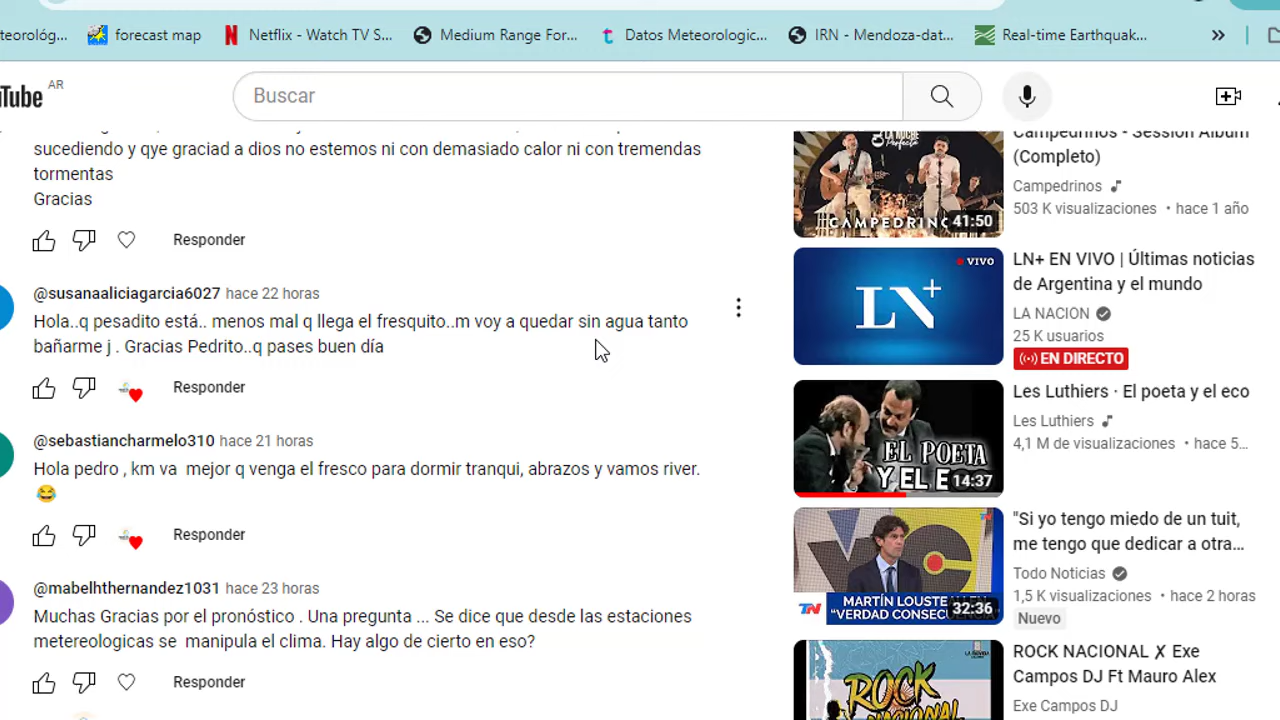 teorológ...
forecast map
Netflix - Watch TV S...
Medium Range For...
Datos Meteorologic...
IRN - Mendoza-dat...
Real-time Earthquak...
Tube AR
Buscar
sucediendo y qye graciad a dios no estemos ni con demasiado calor ni con tremendas
tormentas
Gracias
Responder
@susanaaliciagarcia6027 hace 22 horas
Hola..q pesadito está.. menos mal q llega el fresquito..m voy a quedar sin agua tanto
bañarme j . Gracias Pedrito..q pases buen día
Responder
@sebastiancharmelo310 hace 21 horas
Hola pedro , km va  mejor q venga el fresco para dormir tranqui, abrazos y vamos river.
😂
Responder
@mabelhthernandez1031 hace 23 horas
Muchas Gracias por el pronóstico . Una pregunta ... Se dice que desde las estaciones
metereologicas se  manipula el clima. Hay algo de cierto en eso?
Responder
LA NOCHE
Perfecta
CAMPEDRINO
41:50
Campedrinos - Session Album
(Completo)
Campedrinos
503 K visualizaciones • hace 1 año
VIVO
LN+
LN+ EN VIVO | Últimas noticias
de Argentina y el mundo
LA NACION
25 K usuarios
EN DIRECTO
EL POETA
Y EL E
14:37
Les Luthiers · El poeta y el eco
Les Luthiers
4,1 M de visualizaciones • hace 5...
TN
MARTÍN LOUSTEAU EN
“VERDAD CONSEC
32:36
"Si yo tengo miedo de un tuit,
me tengo que dedicar a otra...
Todo Noticias
1,5 K visualizaciones • hace 2 horas
Nuevo
ROCK
NACIONAL
ROCK NACIONAL ✗ Exe
Campos DJ Ft Mauro Alex
Exe Campos DJ